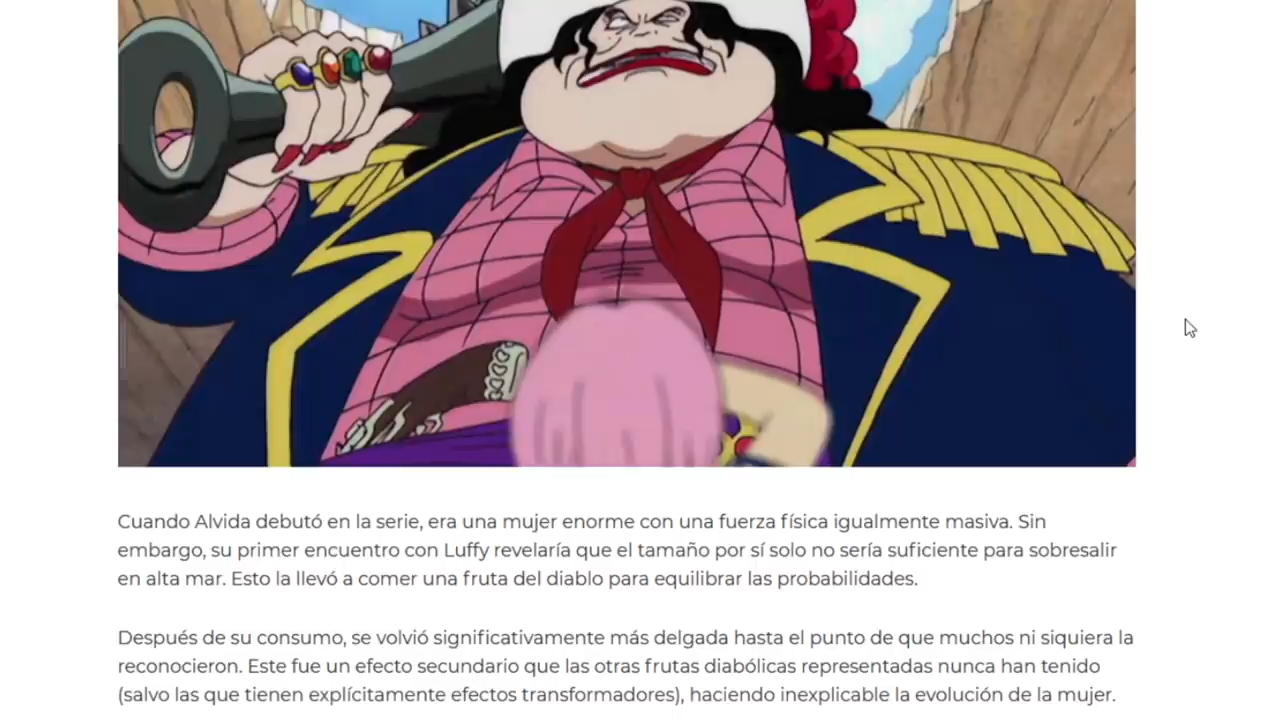 Cuando Alvida debutó en la serie, era una mujer enorme con una fuerza física igualmente masiva. Sin
embargo, su primer encuentro con Luffy revelaría que el tamaño por sí solo no sería suficiente para sobresalir
en alta mar. Esto la llevó a comer una fruta del diablo para equilibrar las probabilidades.
Después de su consumo, se volvió significativamente más delgada hasta el punto de que muchos ni siquiera la
reconocieron. Este fue un efecto secundario que las otras frutas diabólicas representadas nunca han tenido
(salvo las que tienen explícitamente efectos transformadores), haciendo inexplicable la evolución de la mujer.